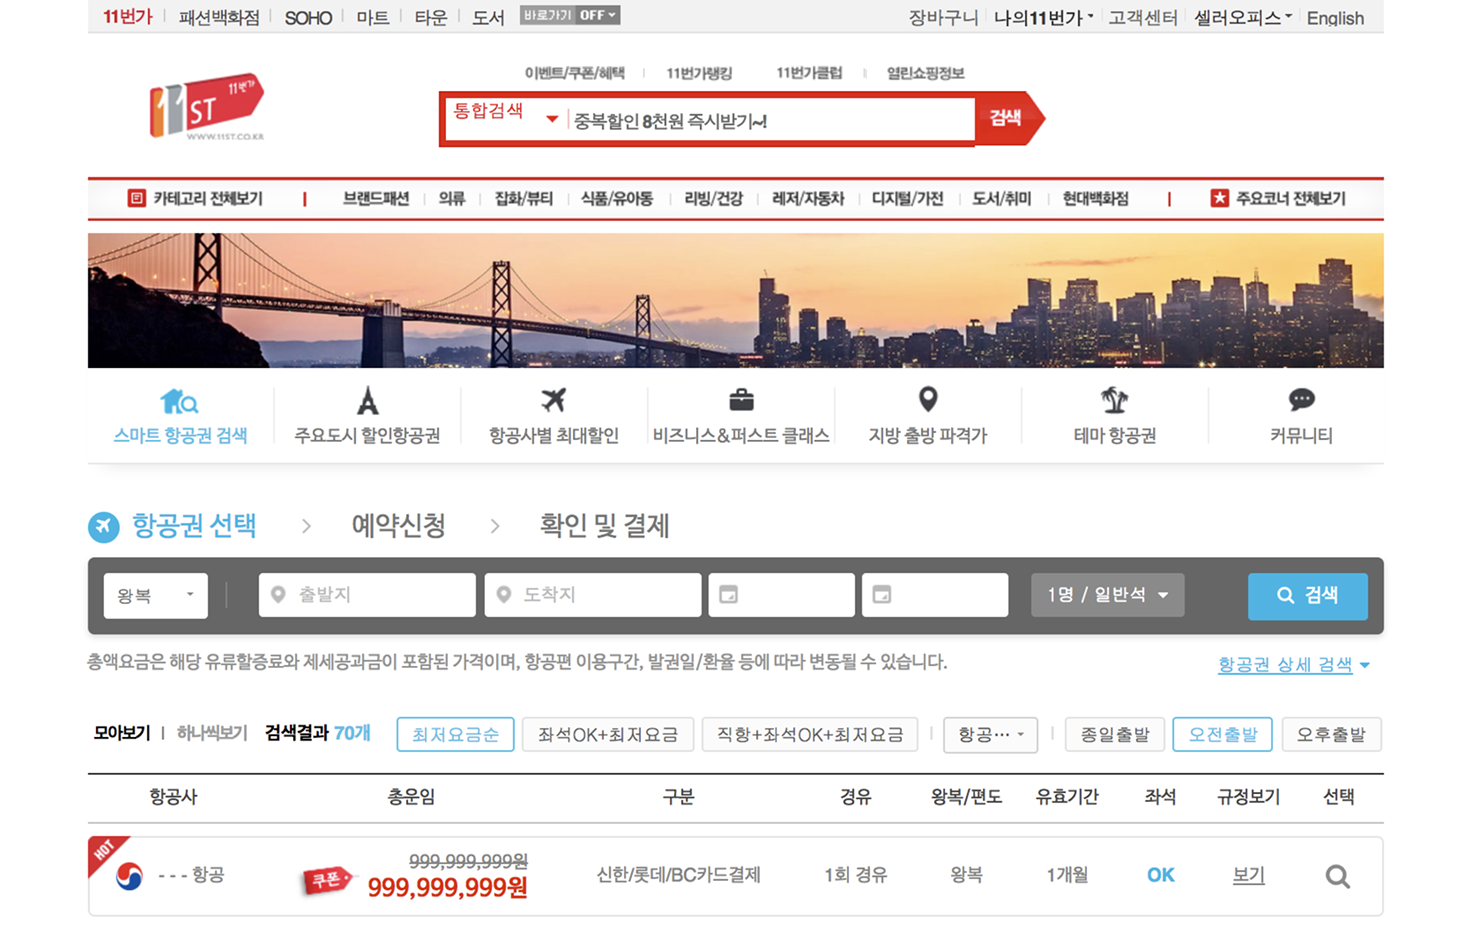 11번가 패션백화점 SOHO 마트 타운 도서 바로가기 OFF 장바구니 나의11번가 고객센터 셀러오피스 English
이벤트/쿠폰/혜택 11번가랭킹 11번가클럽 열린쇼핑정보
11ST 11번가
WWW.11ST.CO.KR
통합검색 중복할인 8천원 즉시받기~! 검색
카테고리 전체보기 브랜드패션 의류 잡화/뷰티 식품/유아동 리빙/건강 레저/자동차 디지털/가전 도서/취미 현대백화점 주요코너 전체보기
스마트 항공권 검색 주요도시 할인항공권 항공사별 최대할인 비즈니스&퍼스트 클래스 지방 출발 파격가 테마 항공권 커뮤니티
항공권 선택 > 예약신청 > 확인 및 결제
왕복 출발지 도착지 1명 / 일반석 검색
총액요금은 해당 유류할증료와 제세공과금이 포함된 가격이며, 항공편 이용구간, 발권일/환율 등에 따라 변동될 수 있습니다.
항공권 상세 검색
모아보기 | 하나씩보기 검색결과 70개 최저요금순 좌석OK+최저요금 직항+좌석OK+최저요금 항공… 종일출발 오전출발 오후출발
항공사 총운임 구분 경유 왕복/편도 유효기간 좌석 규정보기 선택
HOT
- - - 항공 쿠폰 999,999,999원 신한/롯데/BC카드결제 1회 경유 왕복 1개월 OK 보기
999,999,999원